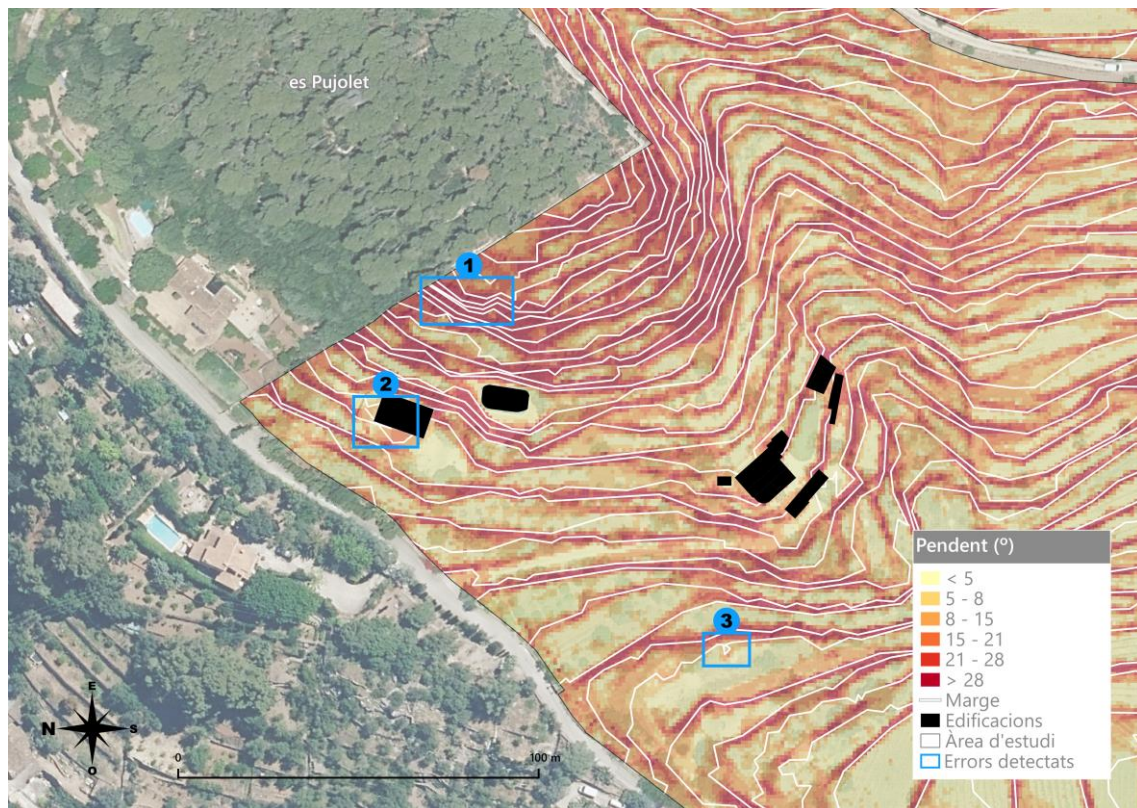 es Pujolet
1
2
3
Pendent (º)
< 5
5 - 8
8 - 15
15 - 21
21 - 28
> 28
Marge
Edificacions
Àrea d'estudi
Errors detectats
E
N
S
O
0
100 m